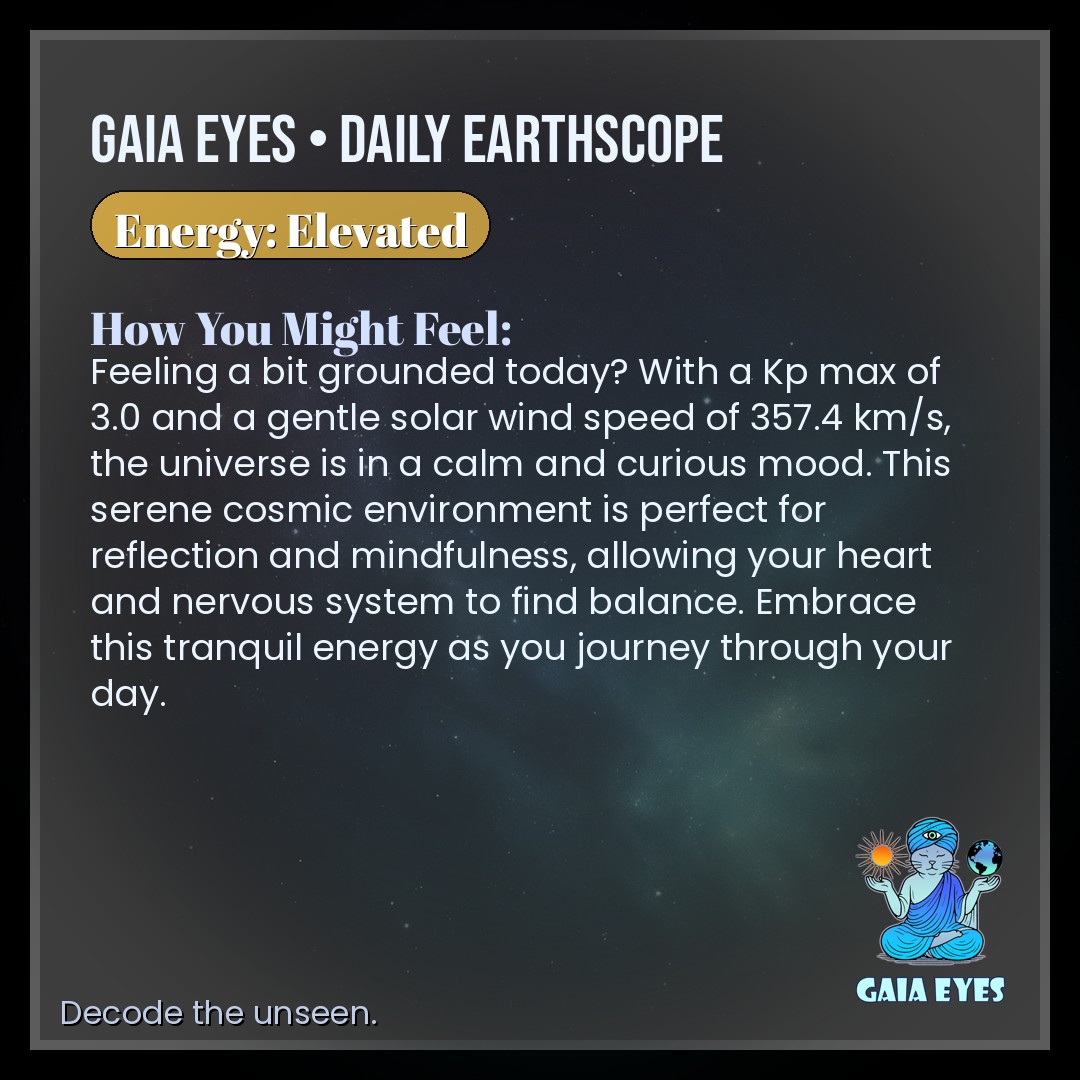 GAIA EYES • DAILY EARTHSCOPE
Energy: Elevated
How You Might Feel:
Feeling a bit grounded today? With a Kp max of
3.0 and a gentle solar wind speed of 357.4 km/s,
the universe is in a calm and curious mood. This
serene cosmic environment is perfect for
reflection and mindfulness, allowing your heart
and nervous system to find balance. Embrace
this tranquil energy as you journey through your
day.
GAIA EYES
Decode the unseen.